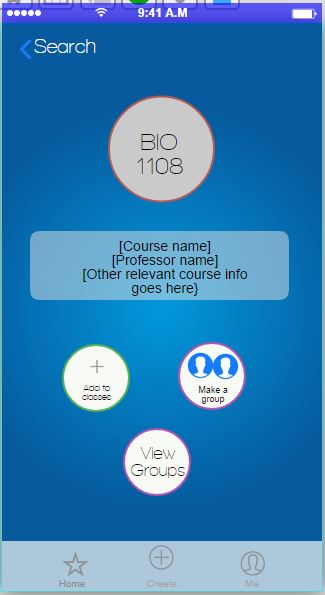 9:41 A.M
Search
BIO
1108
[Course name]
[Professor name]
[Other relevant course info
goes here}
+
Add to
classes
Make a
group
View
Groups
Home
Create
Me